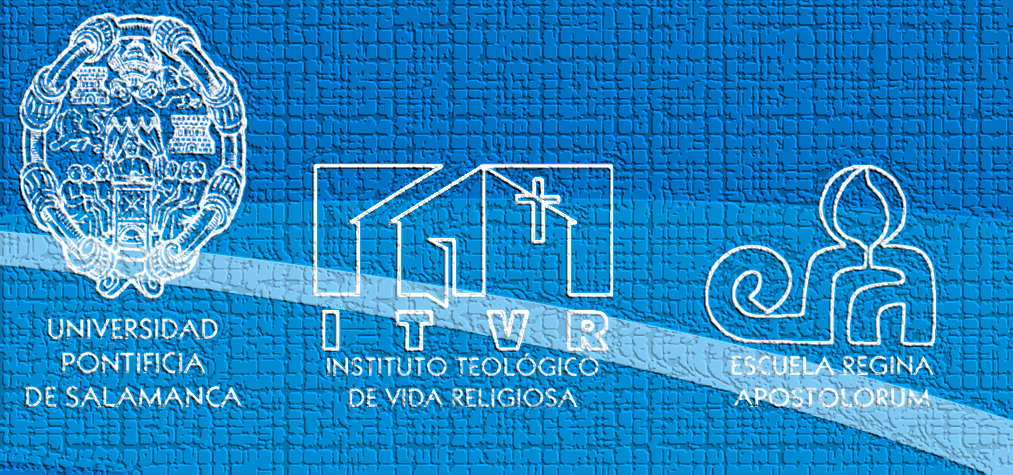 UNIVERSIDAD
PONTIFICIA
DE SALAMANCA
I T V R
INSTITUTO TEOLÓGICO
DE VIDA RELIGIOSA
ESCUELA REGINA
APOSTOLORUM